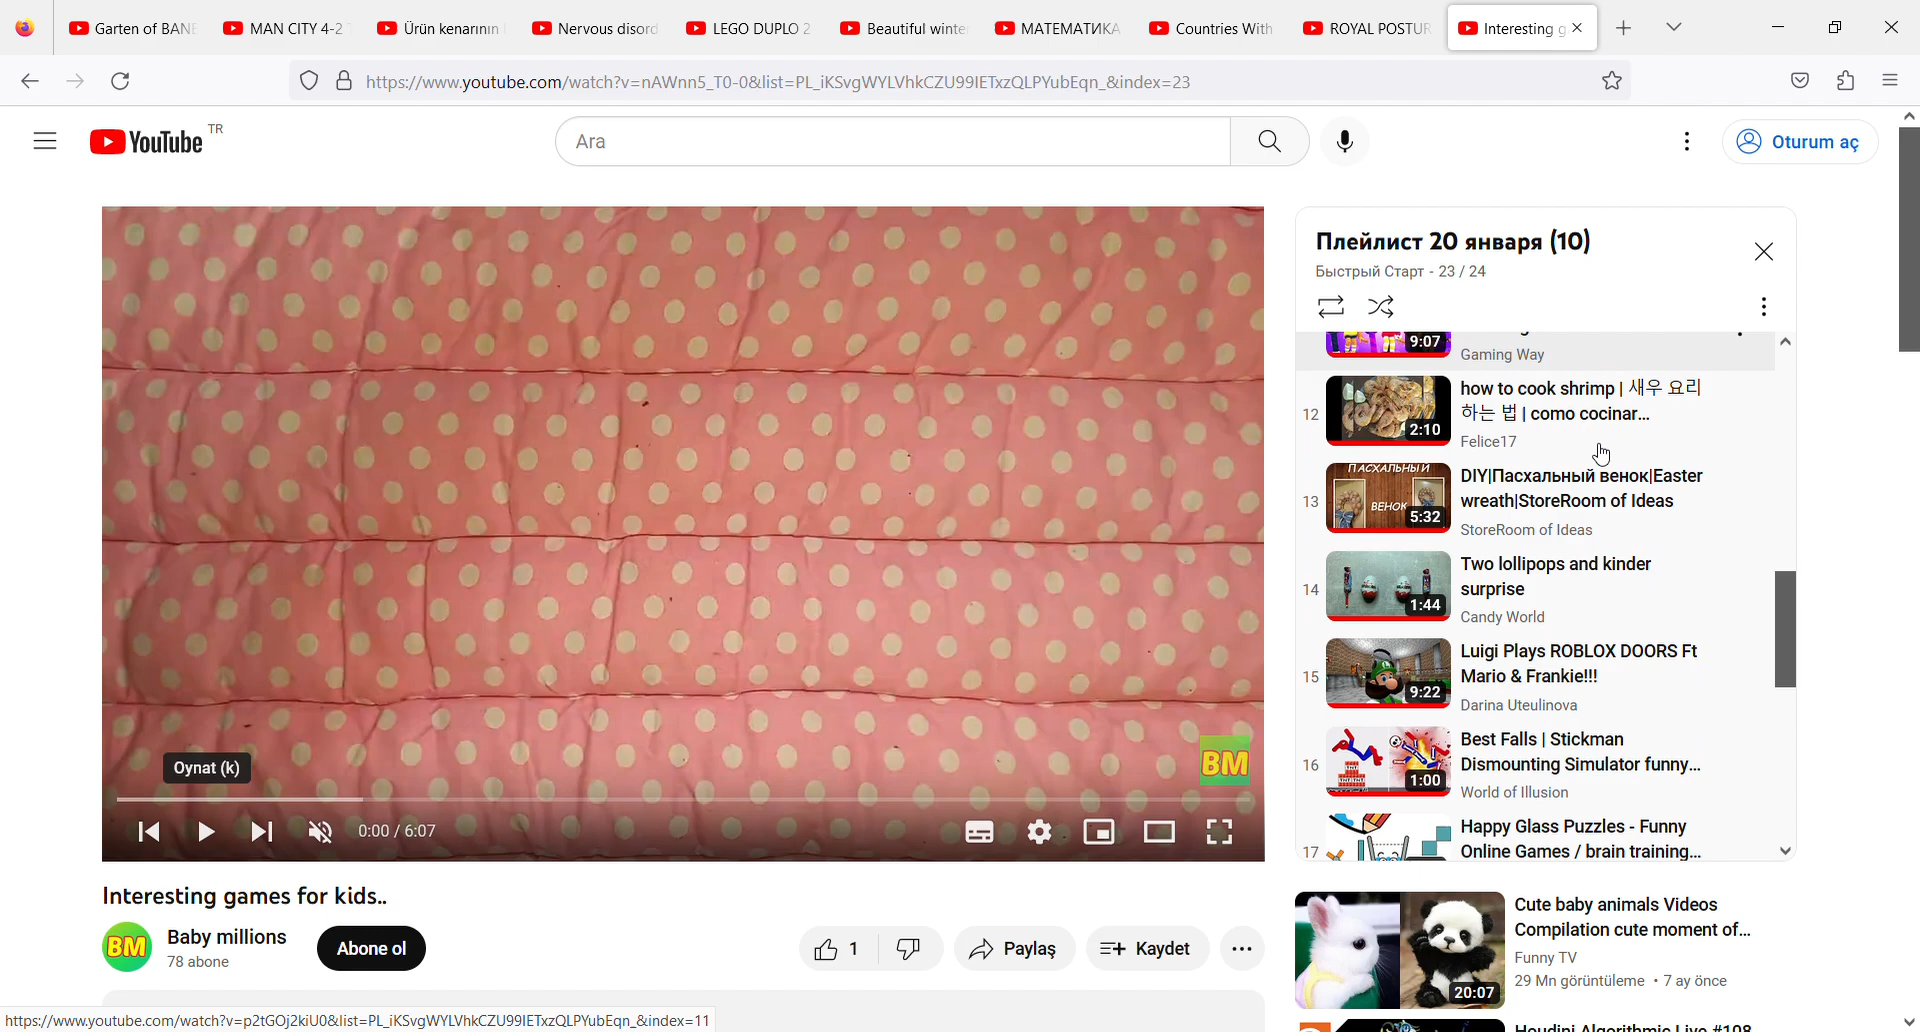 Garten of BANE
MAN CITY 4-2
Ürün kenarının
Nervous disord
LEGO DUPLO 2
Beautiful winte
МАТЕМАТИКА
Countries With
ROYAL POSTUR
Interesting g
https://www.youtube.com/watch?v=nAWnn5_T0-0&list=PL_iKSvgWYLVhkCZU99IETxzQLPYubEqn_&index=23
YouTube TR
Ara
Oturum aç
Плейлист 20 января (10)
Быстрый Старт - 23 / 24
9:07
Gaming Way
12
2:10
how to cook shrimp | 새우 요리
하는 법 | como cocinar...
Felice17
13
ПАСХАЛЬНЫЙ
ВЕНОК
5:32
DIY|Пасхальный венок|Easter
wreath|StoreRoom of Ideas
StoreRoom of Ideas
14
1:44
Two lollipops and kinder
surprise
Candy World
15
9:22
Luigi Plays ROBLOX DOORS Ft
Mario & Frankie!!!
Darina Uteulinova
16
1:00
Best Falls | Stickman
Dismounting Simulator funny...
World of Illusion
17
Happy Glass Puzzles - Funny
Online Games / brain training...
BM
Oynat (k)
0:00 / 6:07
Interesting games for kids..
BM
Baby millions
78 abone
Abone ol
1
Paylaş
Kaydet
20:07
Cute baby animals Videos
Compilation cute moment of...
Funny TV
29 Mn görüntüleme • 7 ay önce
Houdini Algorithmic Live #108
https://www.youtube.com/watch?v=p2tGOj2kiU0&list=PL_iKSvgWYLVhkCZU99IETxzQLPYubEqn_&index=11